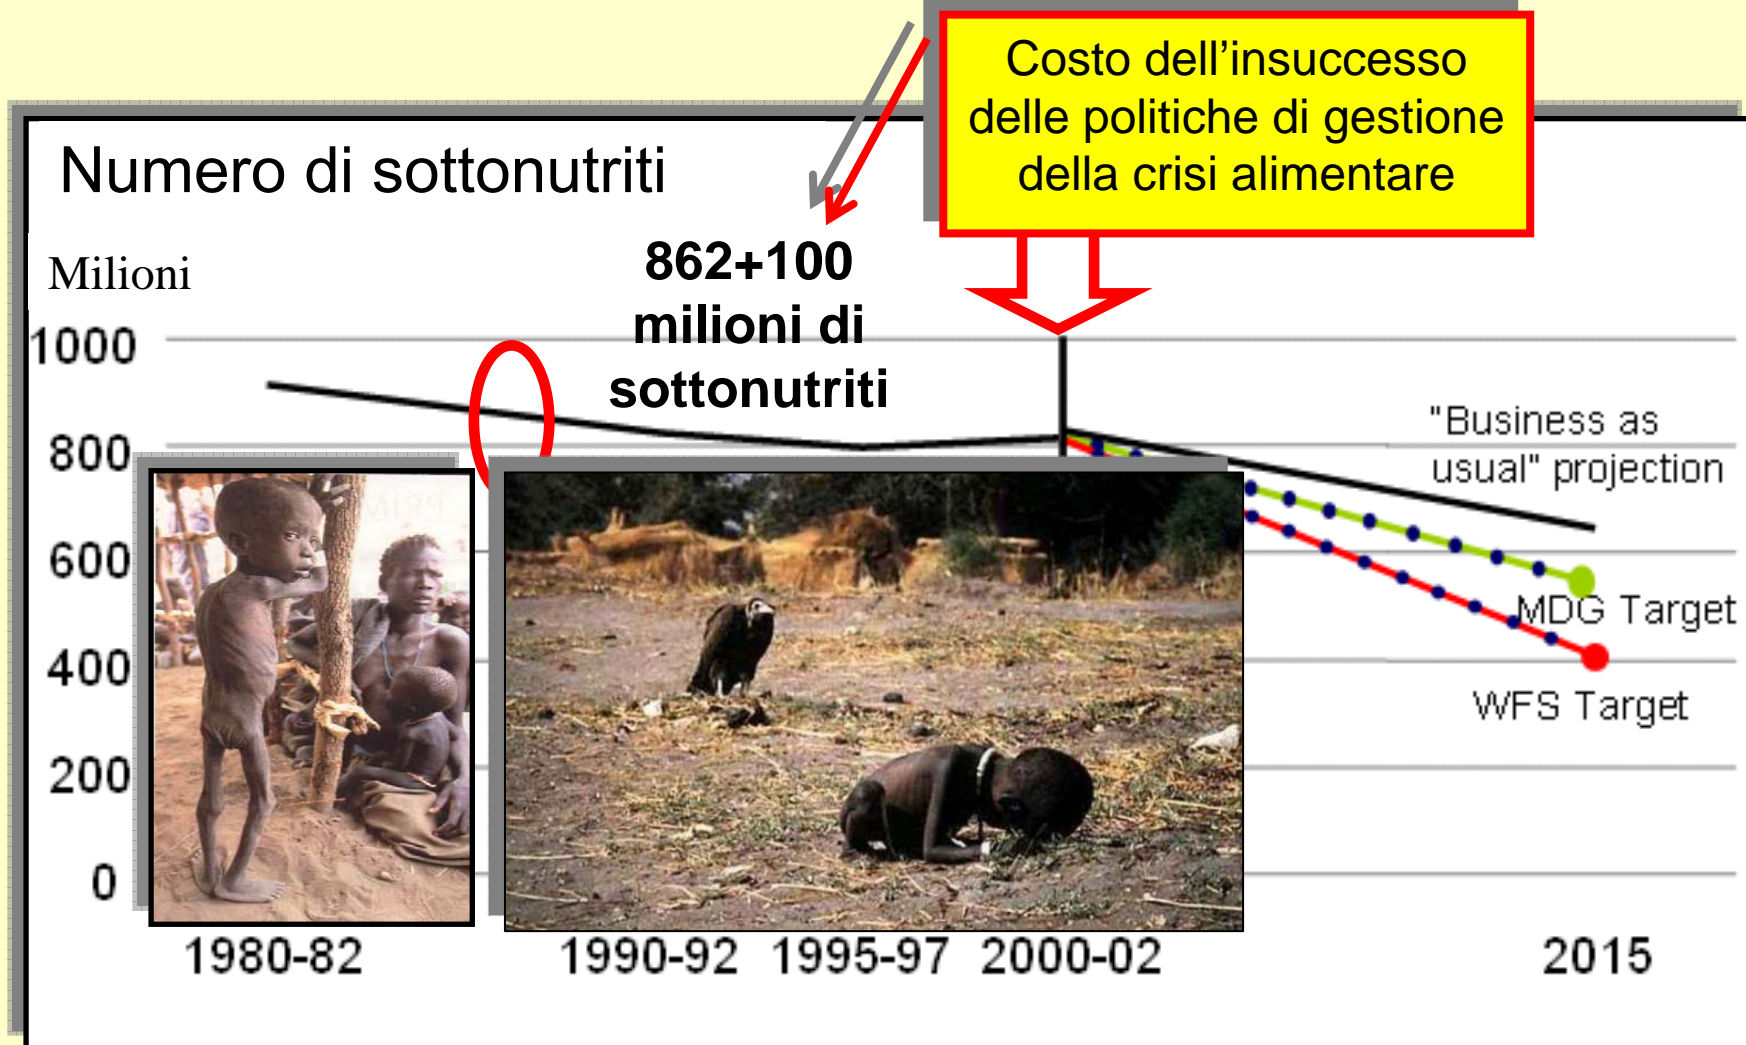 Costo dell'insuccesso
delle politiche di gestione
della crisi alimentare
Numero di sottonutriti
Milioni
862+100
milioni di
sottonutriti
1000
800
600
400
200
0
"Business as
usual" projection
MDG Target
WFS Target
1980-82
1990-92
1995-97
2000-02
2015